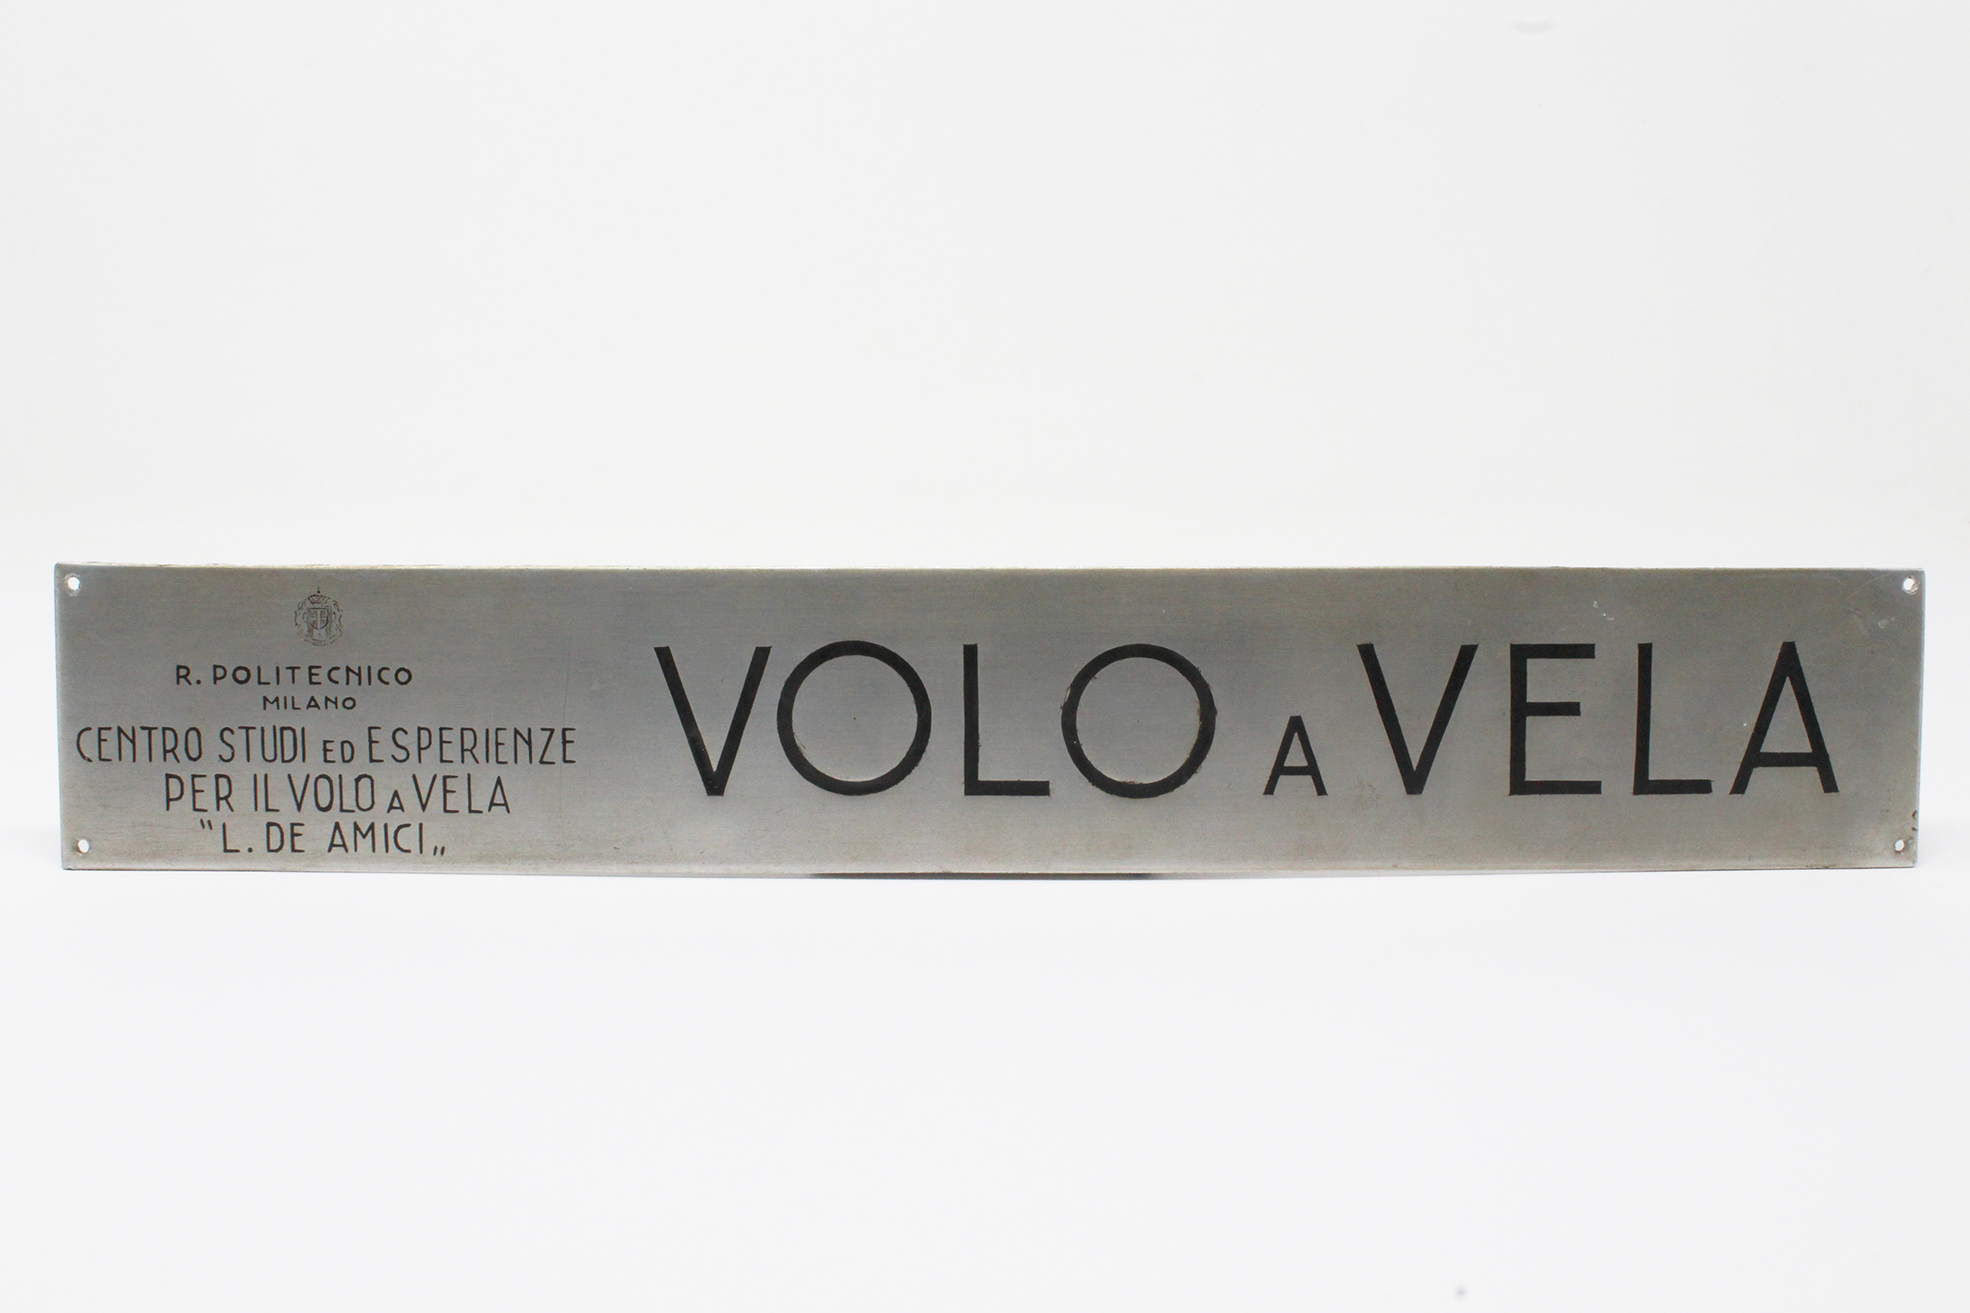 R. POLITECNICO
MILANO
CENTRO STUDI ED ESPERIENZE
PER IL VOLO A VELA
"L. DE AMICI„
VOLO A VELA